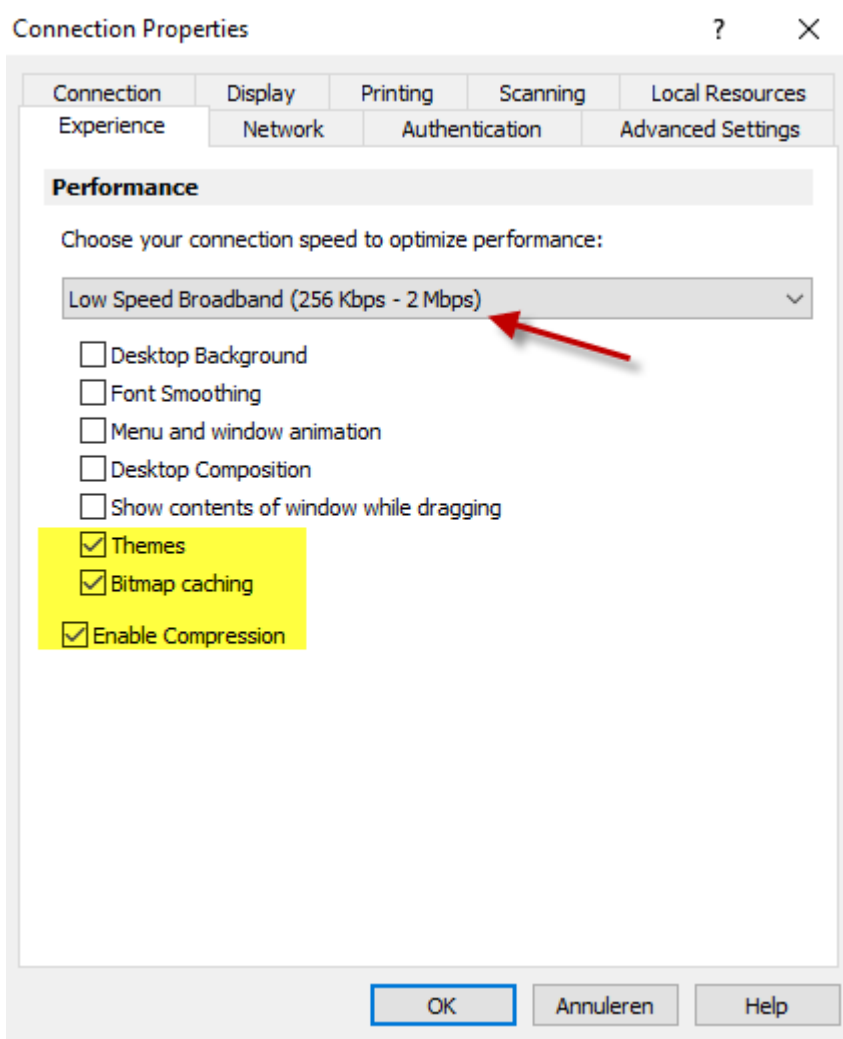 Connection Properties ?
Connection Display Printing Scanning Local Resources
Experience Network Authentication Advanced Settings
Performance
Choose your connection speed to optimize performance:
Low Speed Broadband (256 Kbps - 2 Mbps)
Desktop Background
Font Smoothing
Menu and window animation
Desktop Composition
Show contents of window while dragging
Themes
Bitmap caching
Enable Compression
OK Annuleren Help